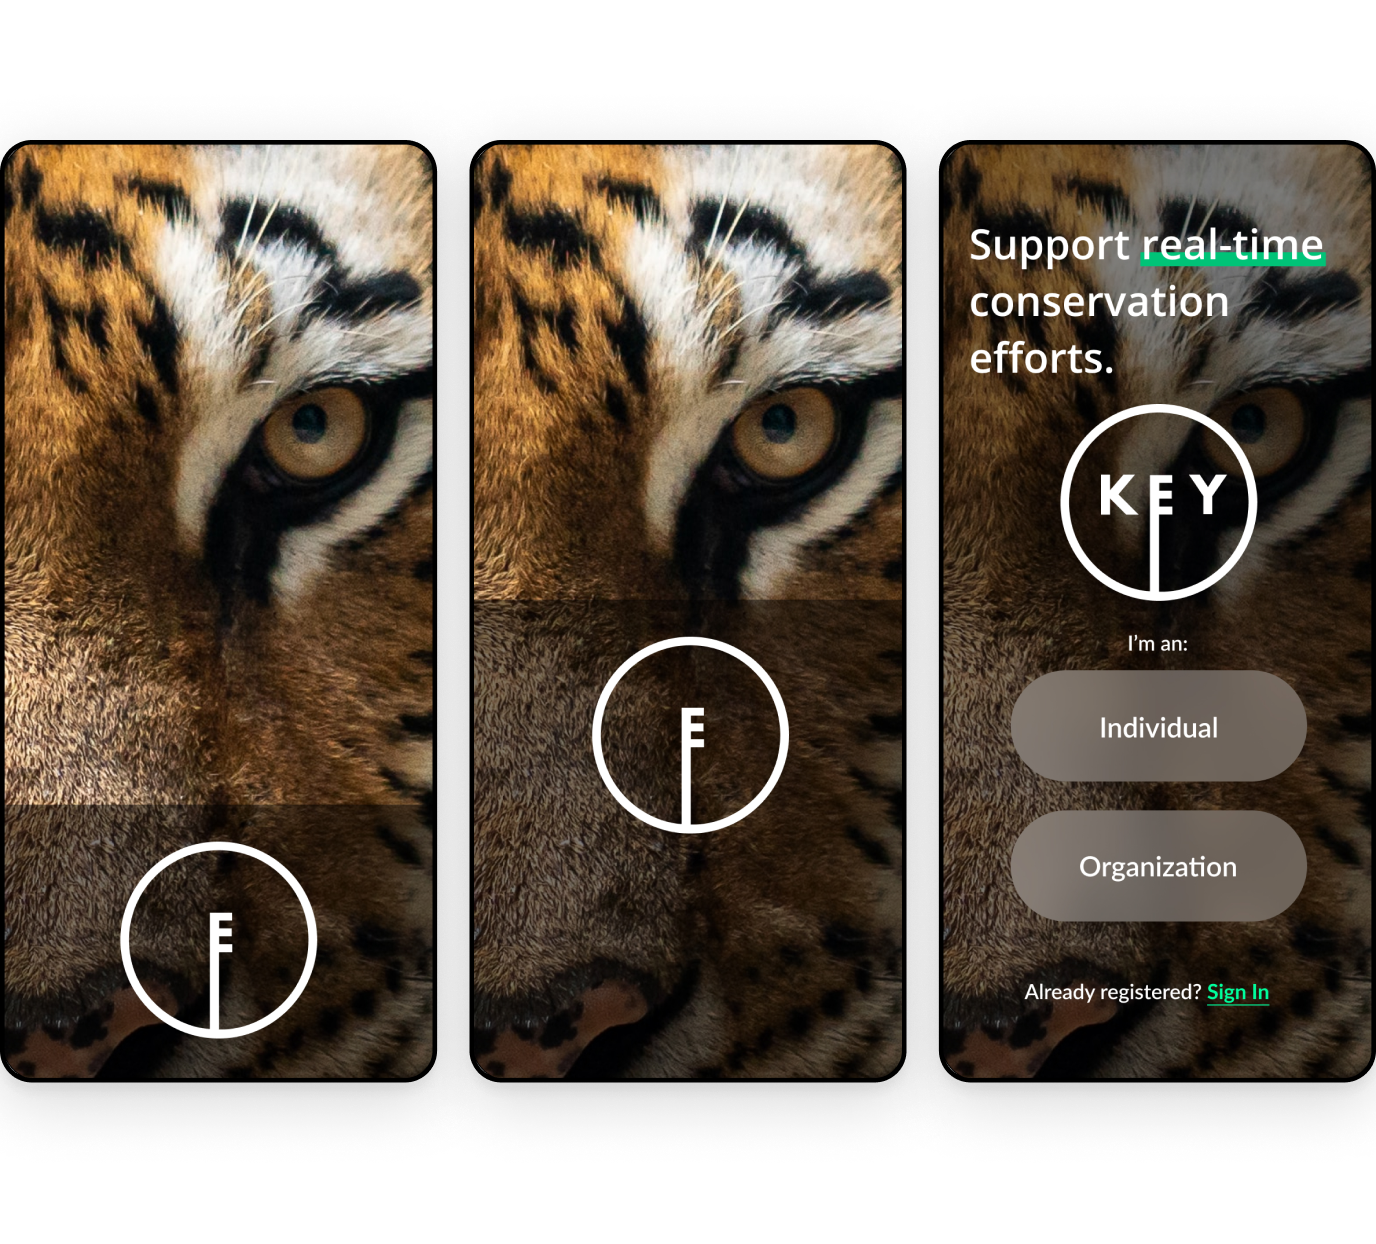 E
E
Support real-time
conservation
efforts.
KEY
I’m an:
Individual
Organization
Already registered? Sign In